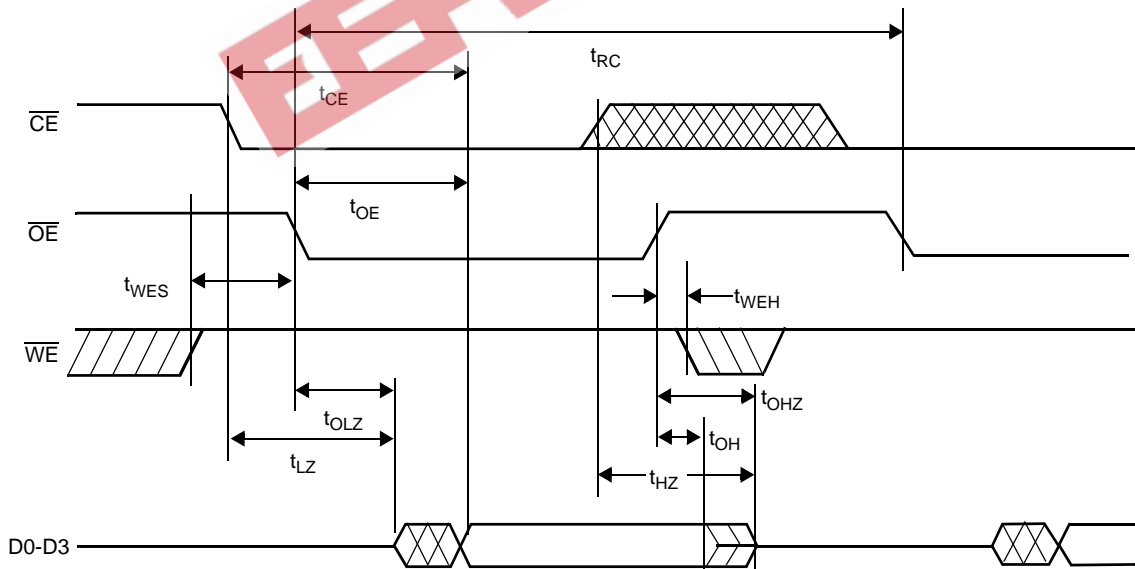 tRC
tCE
CE
tOE
OE
tWES
tWEH
WE
tOLZ
tOHZ
tOH
tLZ
tHZ
D0-D3